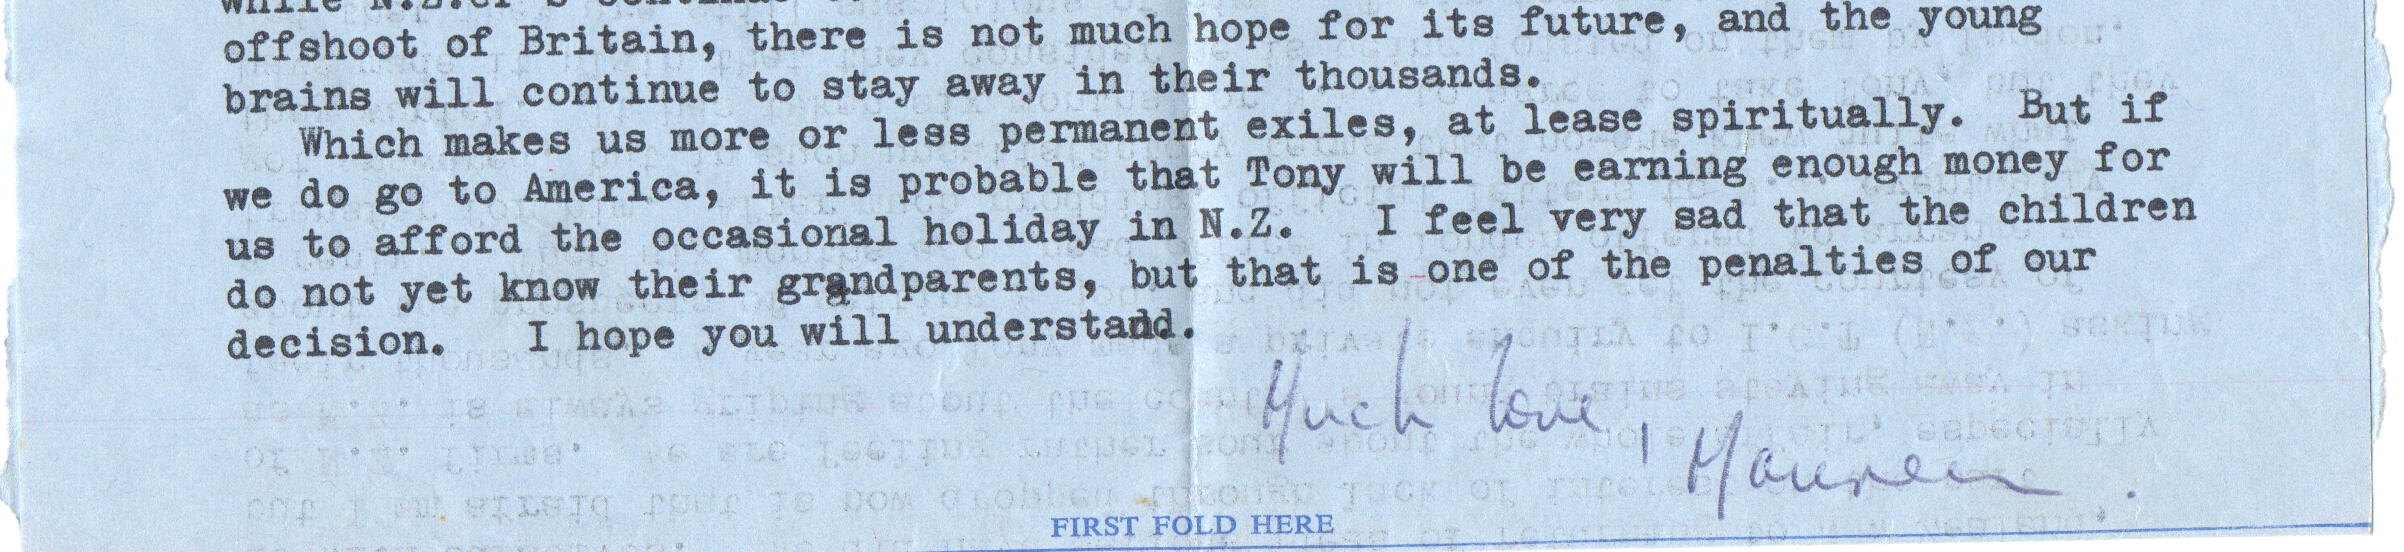 while N.Z.er's continue
offshoot of Britain, there is not much hope for its future, and the young
brains will continue to stay away in their thousands.
Which makes us more or less permanent exiles, at lease spiritually. But if
we do go to America, it is probable that Tony will be earning enough money for
us to afford the occasional holiday in N.Z. I feel very sad that the children
do not yet know their grandparents, but that is one of the penalties of our
decision. I hope you will understand.
Much love,
Maureen.
FIRST FOLD HERE